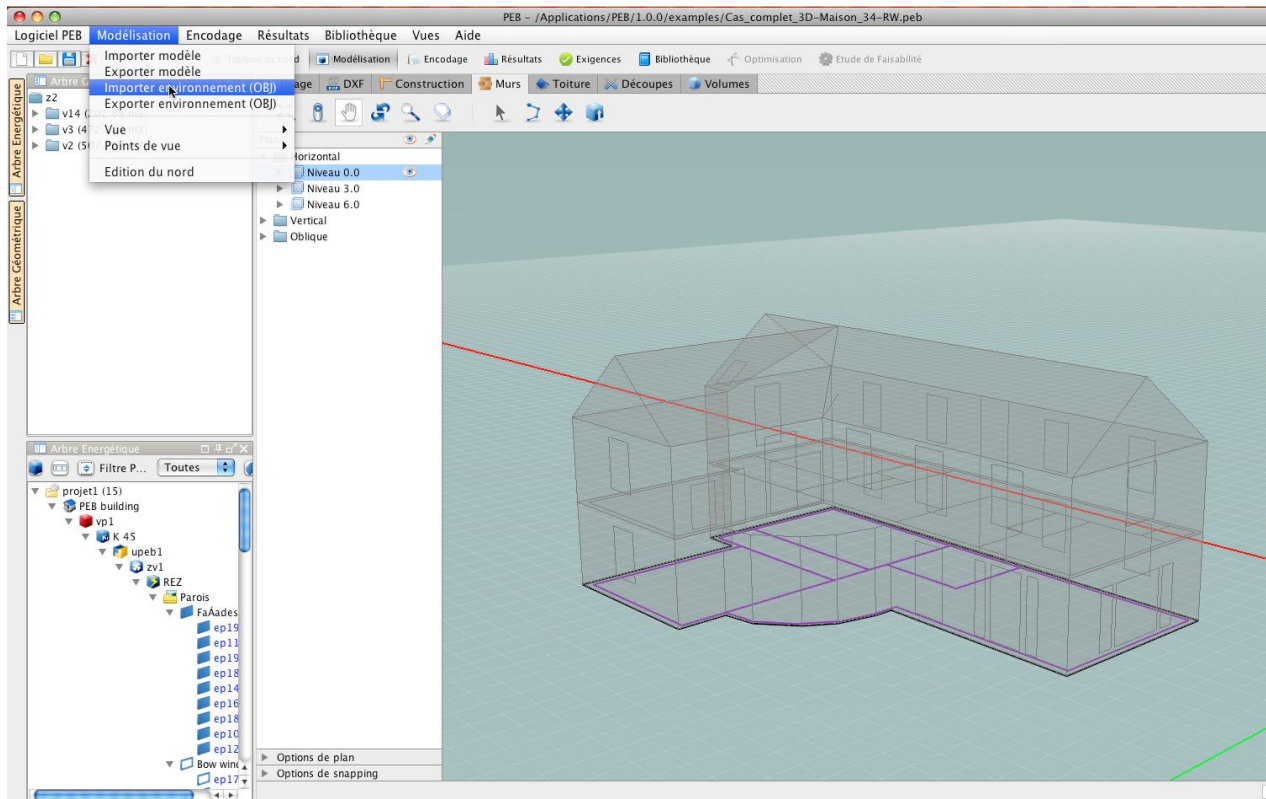 PEB - /Applications/PEB/1.0.0/examples/Cas_complet_3D-Maison_34-RW.peb
Logiciel PEB Modélisation Encodage Résultats Bibliothèque Vues Aide
Importer modèle
Exporter modèle
Importer environnement (OBJ)
Exporter environnement (OBJ)
Vue
Points de vue
Edition du nord
Modélisation Encodage Résultats Exigences Bibliothèque Optimisation Etude de Faisabilité
DXF Construction Murs Toiture Découpes Volumes
Arbre Energétique
Arbre Géométrique
z2
v14
v3
v2
Horizontal
Niveau 0.0
Niveau 3.0
Niveau 6.0
Vertical
Oblique
Arbre Energétique
Filtre P... Toutes
projet1 (15)
PEB building
vp1
K 45
upeb1
zv1
REZ
Parois
FaÁades
ep19
ep11
ep19
ep18
ep14
ep16
ep18
ep10
ep12
Bow
ep17
Options de plan
Options de snapping